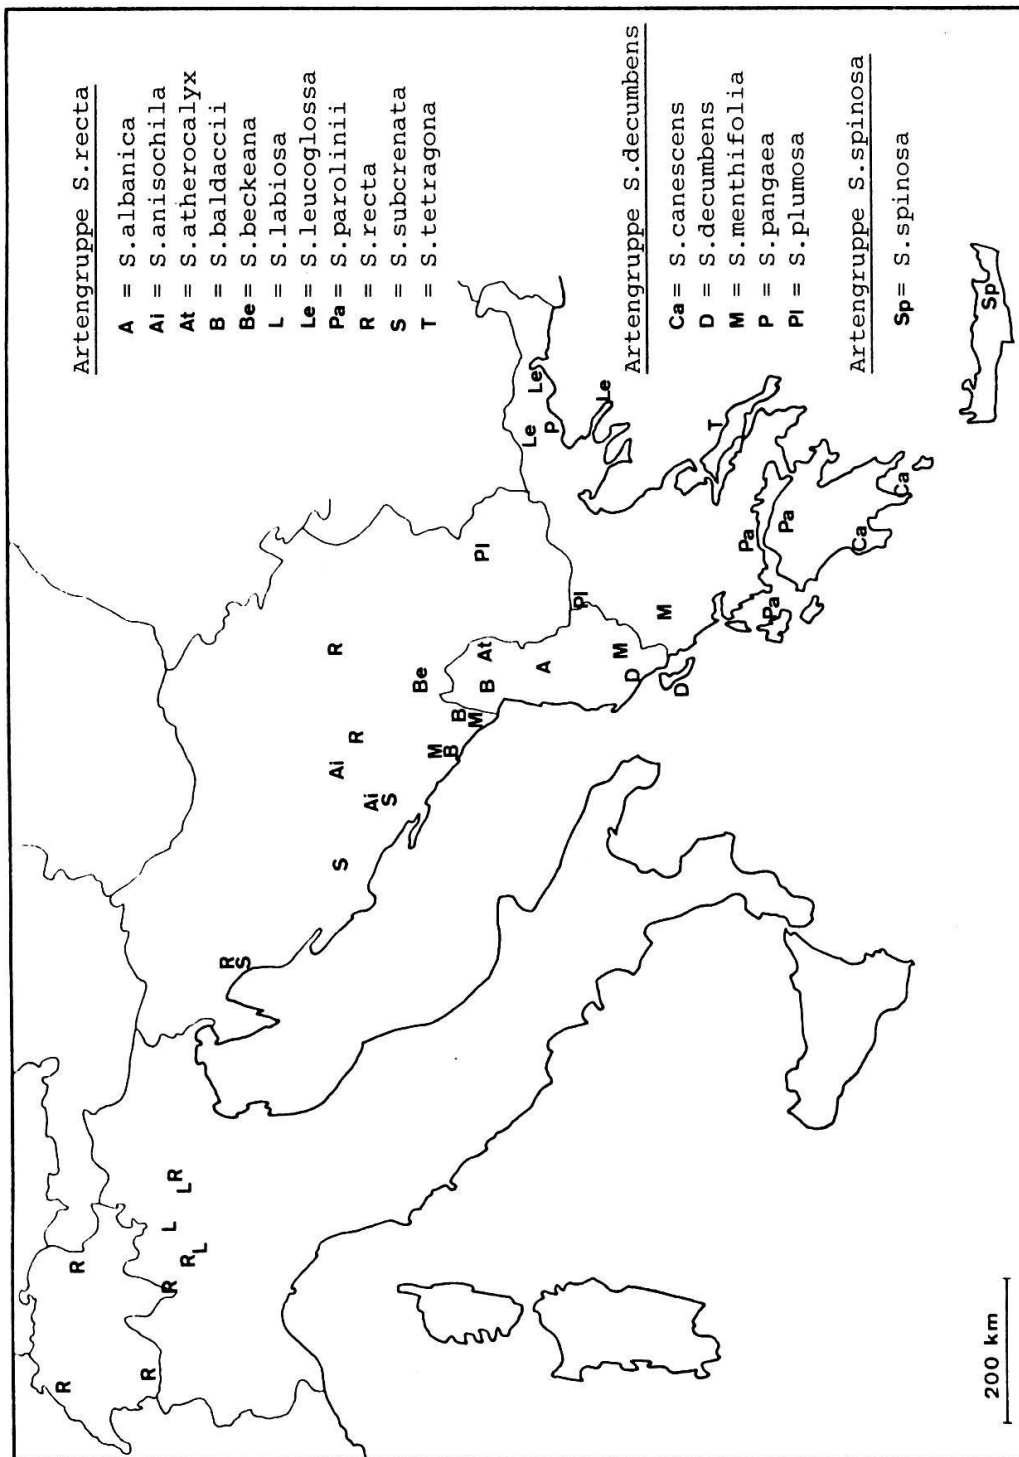 Artengruppe S.recta
A = S.albanica
Ai = S.anisochila
At = S.atherocalyx
B = S.baldaccii
Be = S.beckeana
L = S.labiosa
Le = S.leucoglossa
Pa = S.parolinii
R = S.recta
S = S.subcrenata
T = S.tetragona
Artengruppe S.decumbens
Ca = S.canescens
D = S.decumbens
M = S.menthifolia
P = S.pangaea
Pl = S.plumosa
Artengruppe S.spinosa
Sp = S.spinosa
R
R
R
R
R
L
L
L
R
R
S
S
Ai
Ai
S
R
R
M
B
B
M
Be
B
At
A
Pl
Pl
D
M
M
D
Le
Le
P
Le
T
Pa
Pa
Pa
Ca
Ca
Sp
200 km